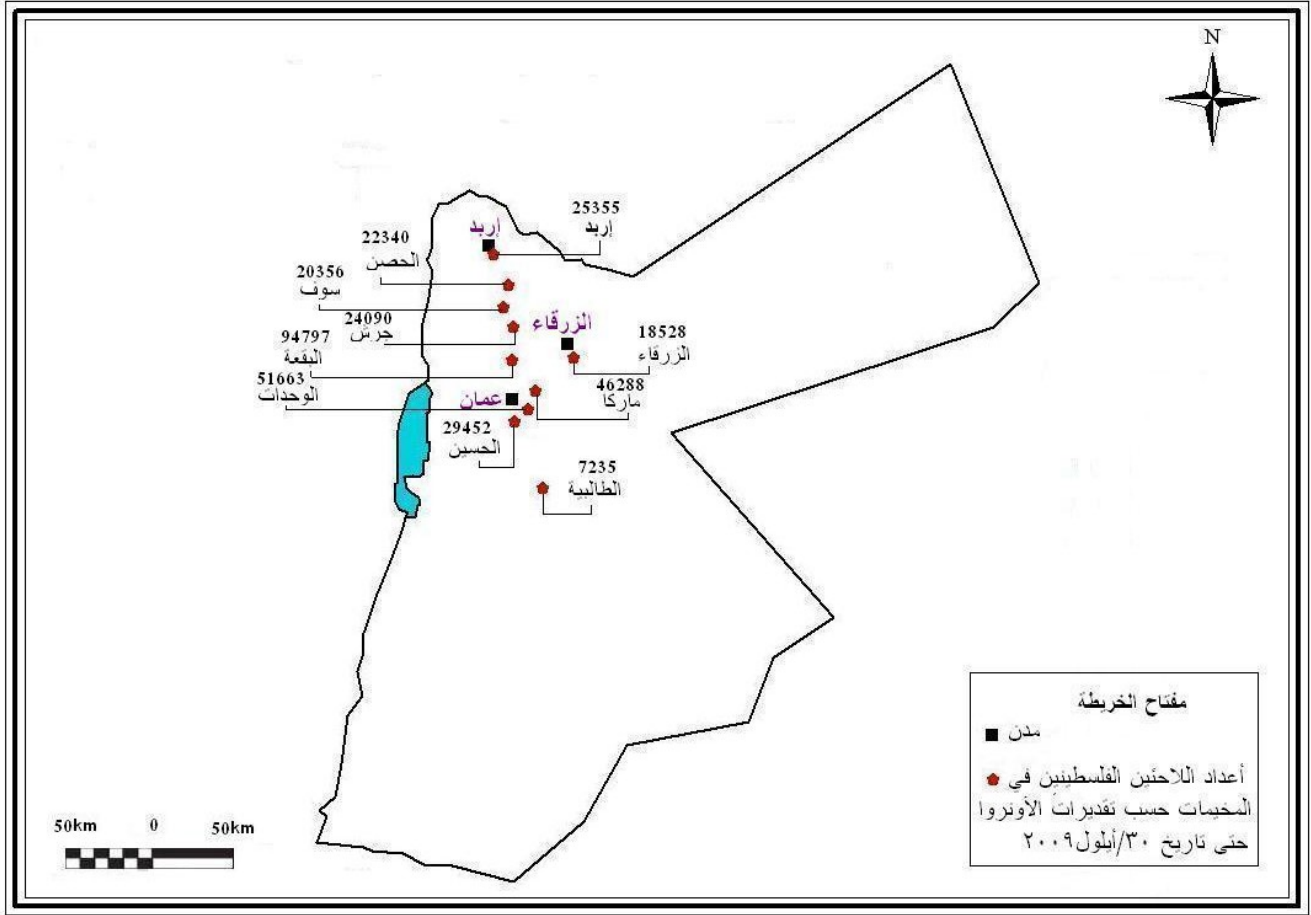 N
25355
إربد
إربد
22340
الحصن
20356
سوف
24090
جرش
94797
البقعة
51663
الوحدات
الزرقاء
18528
الزرقاء
46288
ماركا
عمان
29452
الحسين
7235
الطالبية
مفتاح الخريطة
مدن
أعداد اللاجئين الفلسطينيين في
المخيمات حسب تقديرات الأونروا
حتى تاريخ ٣٠/أيلول٢٠٠٩
50km 0 50km